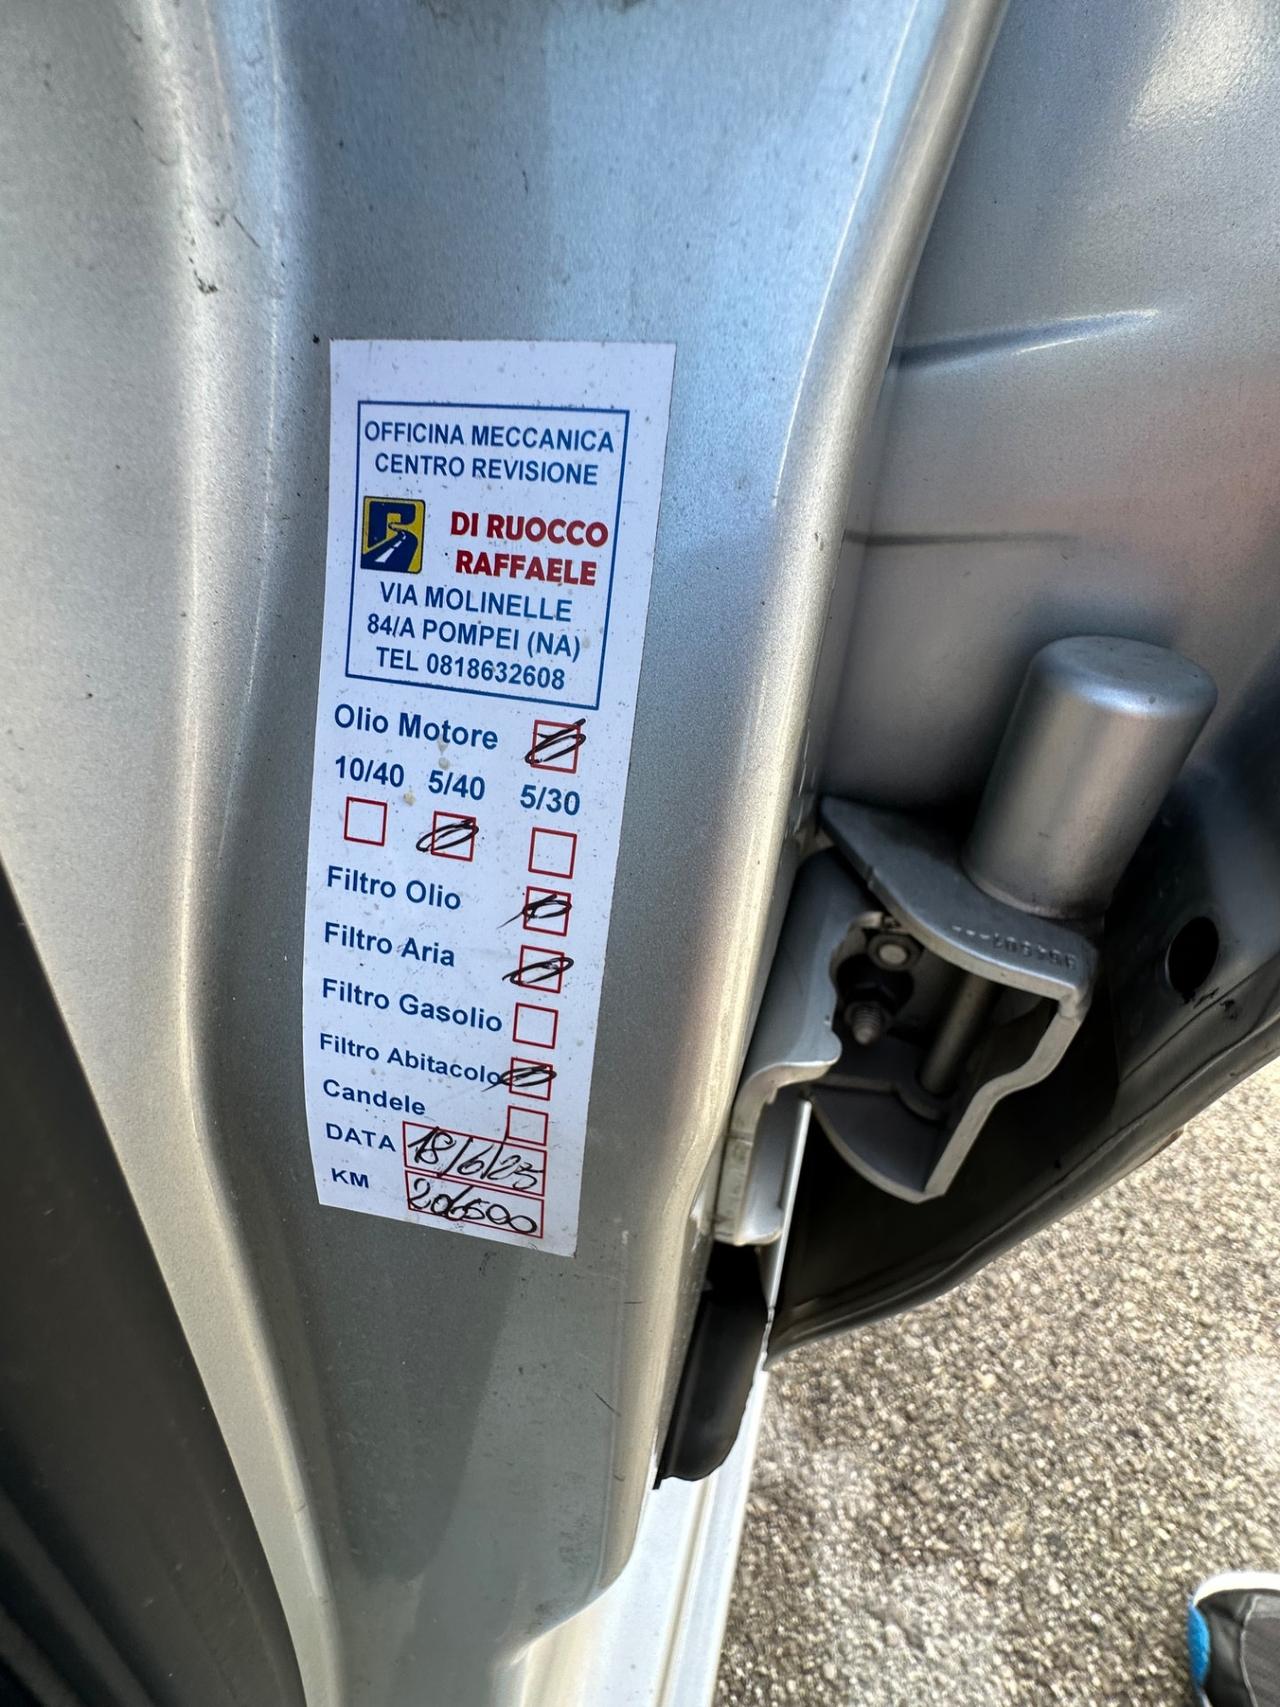 OFFICINA MECCANICA
CENTRO REVISIONE
DI RUOCCO
RAFFAELE
VIA MOLINELLE
84/A POMPEI (NA)
TEL 0818632608
Olio Motore
10/40 5/40 5/30
Filtro Olio
Filtro Aria
Filtro Gasolio
Filtro Abitacolo
Candele
DATA 18/6/25
KM 206500